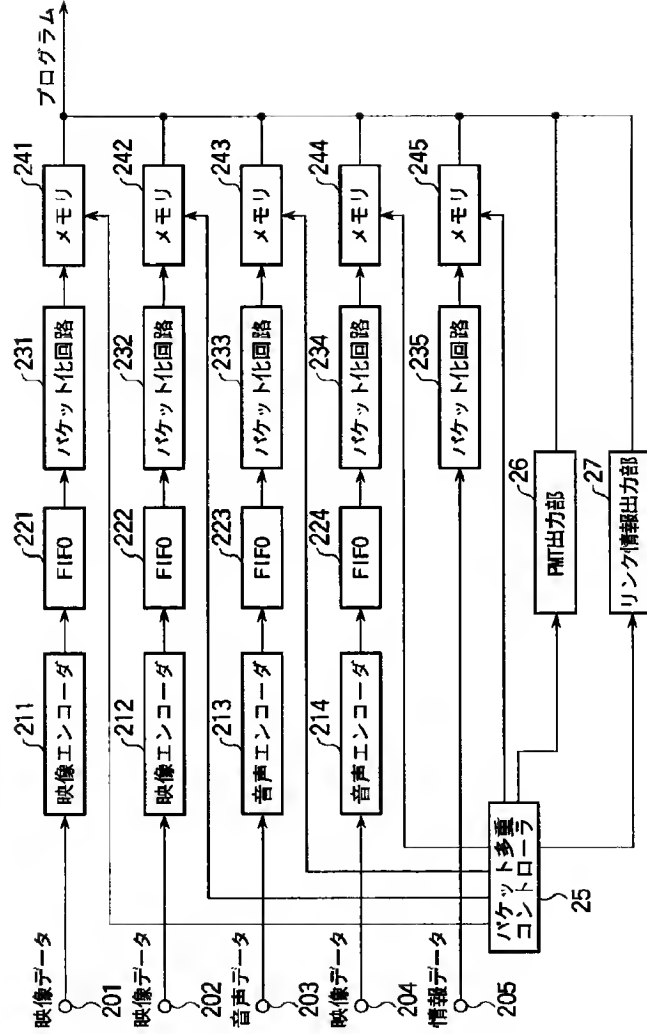 プログラム
映像データ
201
211
映像エンコーダ
221
FIFO
231
パケット化回路
241
メモリ
映像データ
202
212
映像エンコーダ
222
FIFO
232
パケット化回路
242
メモリ
音声データ
203
213
音声エンコーダ
223
FIFO
233
パケット化回路
243
メモリ
映像データ
204
214
音声エンコーダ
224
FIFO
234
パケット化回路
244
メモリ
情報データ
205
235
パケット化回路
245
メモリ
パケット多重
コントローラ
25
26
PMT出力部
27
リンク情報出力部